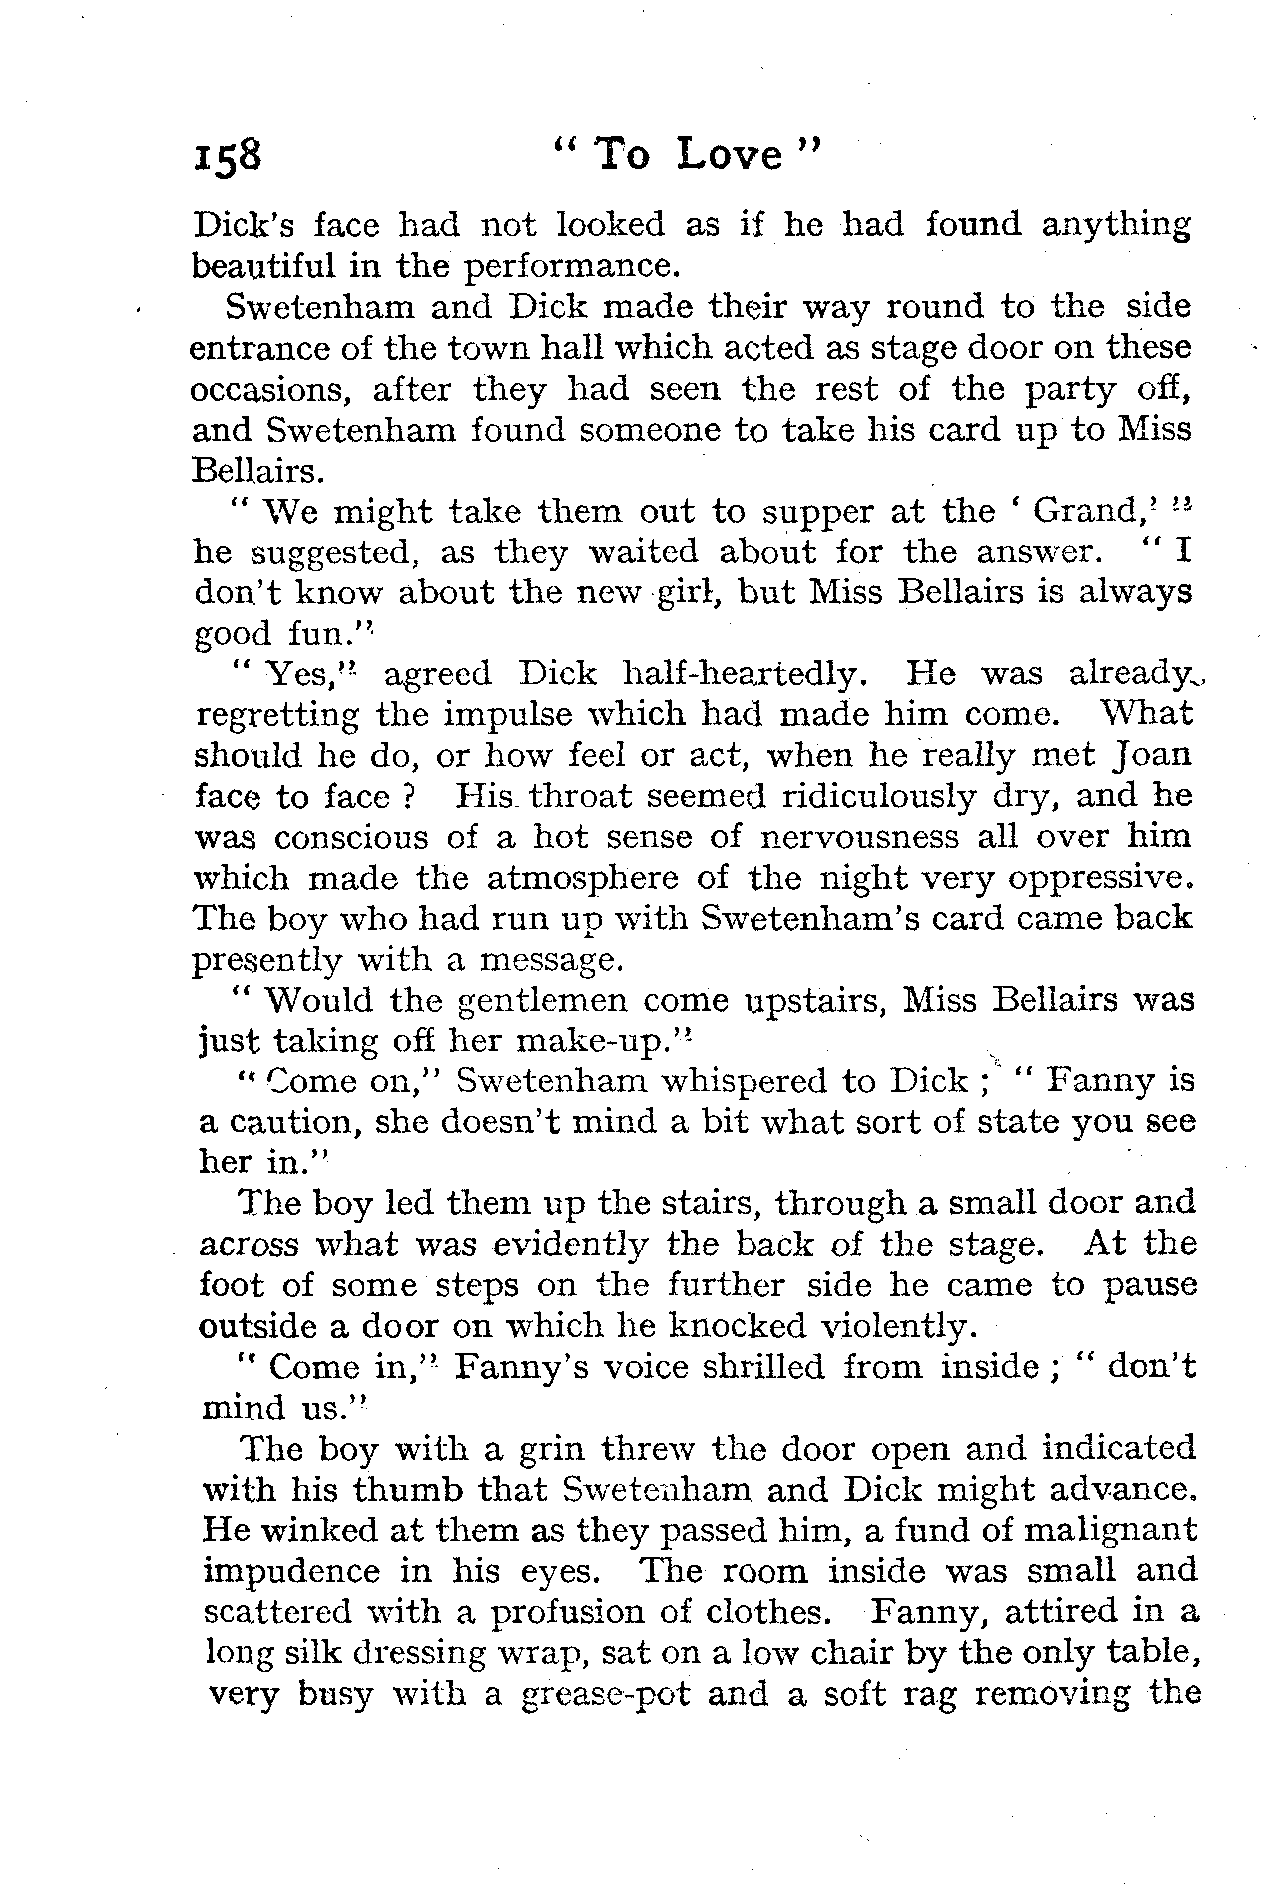 158 “ To Love ”
Dick's face had not looked as if he had found anything
beautiful in the performance.
Swetenham and Dick made their way round to the side
entrance of the town hall which acted as stage door on these
occasions, after they had seen the rest of the party off,
and Swetenham found someone to take his card up to Miss
Bellairs.
“ We might take them out to supper at the ‘ Grand,’ ”
he suggested, as they waited about for the answer. “ I
don't know about the new girl, but Miss Bellairs is always
good fun.”
“ Yes,” agreed Dick half-heartedly. He was already
regretting the impulse which had made him come. What
should he do, or how feel or act, when he really met Joan
face to face ? His throat seemed ridiculously dry, and he
was conscious of a hot sense of nervousness all over him
which made the atmosphere of the night very oppressive.
The boy who had run up with Swetenham's card came back
presently with a message.
“ Would the gentlemen come upstairs, Miss Bellairs was
just taking off her make-up.”
“ Come on,” Swetenham whispered to Dick ; “ Fanny is
a caution, she doesn't mind a bit what sort of state you see
her in.”
The boy led them up the stairs, through a small door and
across what was evidently the back of the stage. At the
foot of some steps on the further side he came to pause
outside a door on which he knocked violently.
“ Come in,” Fanny's voice shrilled from inside ; “ don't
mind us.”
The boy with a grin threw the door open and indicated
with his thumb that Swetenham and Dick might advance.
He winked at them as they passed him, a fund of malignant
impudence in his eyes. The room inside was small and
scattered with a profusion of clothes. Fanny, attired in a
long silk dressing wrap, sat on a low chair by the only table,
very busy with a grease-pot and a soft rag removing the